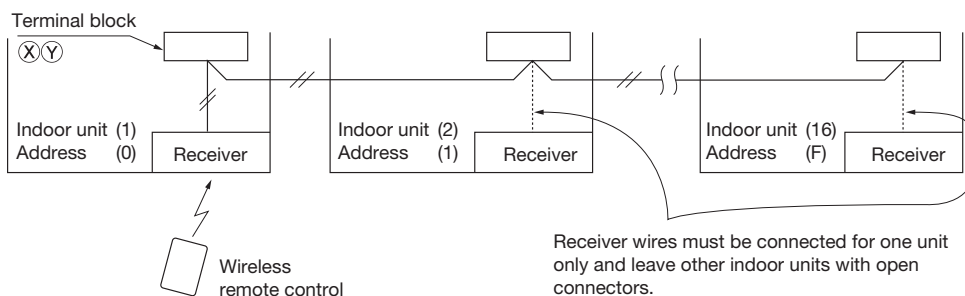 Terminal block
ⓍⓎ
Indoor unit (1)
Address (0)
Receiver
Indoor unit (2)
Address (1)
Receiver
Indoor unit (16)
Address (F)
Receiver
Wireless
remote control
Receiver wires must be connected for one unit
only and leave other indoor units with open
connectors.